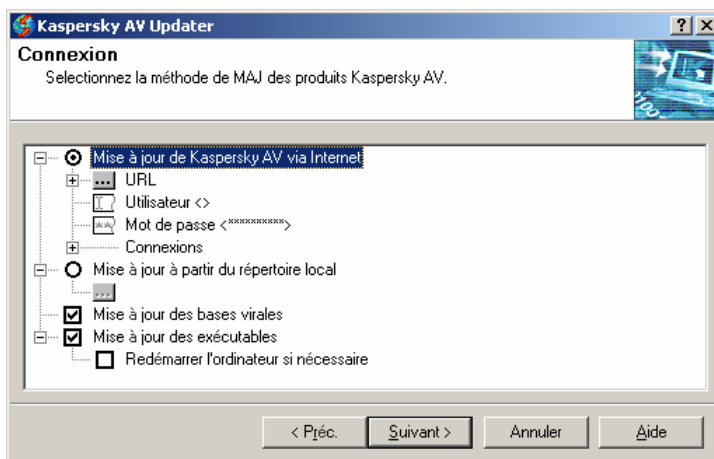 Kaspersky AV Updater
Connexion
Selectionnez la méthode de MAJ des produits Kaspersky AV.
Mise à jour de Kaspersky AV via Internet
... URL
Utilisateur <>
Mot de passe <**********>
Connexions
Mise à jour à partir du répertoire local
...
Mise à jour des bases virales
Mise à jour des exécutables
Redémarrer l'ordinateur si nécessaire
< Préc. Suivant > Annuler Aide